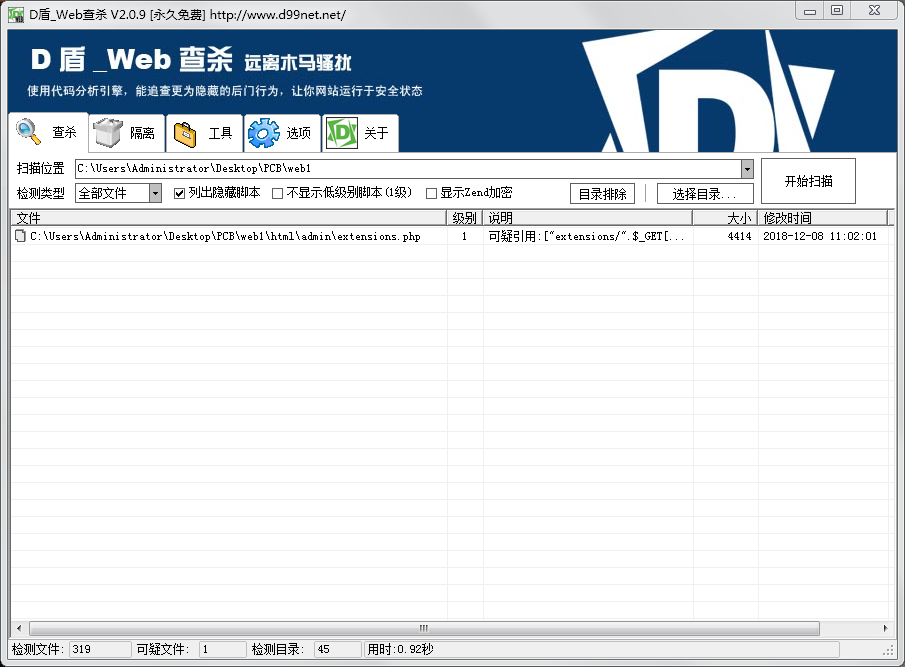 D盾_Web查杀 V2.0.9 [永久免费] http://www.d99net.net/
D 盾 _Web 查杀 远离木马骚扰
使用代码分析引擎，能追查更为隐藏的后门行为，让你网站运行于安全状态
查杀 隔离 工具 选项 关于
扫描位置 C:\Users\Administrator\Desktop\PCB\web1 开始扫描
检测类型 全部文件 列出隐藏脚本 不显示低级别脚本(1级) 显示Zend加密 目录排除 选择目录...
文件 级别 说明 大小 修改时间
C:\Users\Administrator\Desktop\PCB\web1\html\admin\extensions.php 1 可疑引用:["extensions/".$_GET[... 4414 2018-12-08 11:02:01
检测文件: 319 可疑文件: 1 检测目录: 45 用时:0.92秒